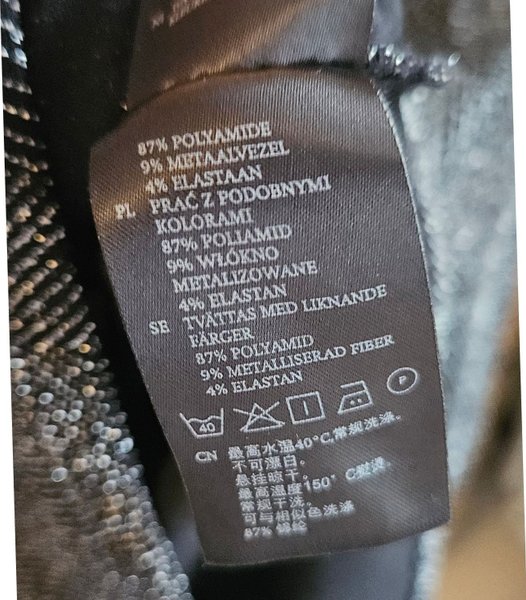 87% POLYAMIDE
9% METAALVEZEL
4% ELASTAAN
PL PRAĆ Z PODOBNYMI
KOLORAMI
87% POLIAMID
9% WŁÓKNO
METALIZOWANE
4% ELASTAN
SE TVÄTTAS MED LIKNANDE
FÄRGER
87% POLYAMID
9% METALLISERAD FIBER
4% ELASTAN
40 P
CN 最高水温40°C,常规洗涤。
不可漂白。
悬挂晾干。
最高温度150°C熨烫。
常规干洗。
可与相似色洗涤
87% 锦纶